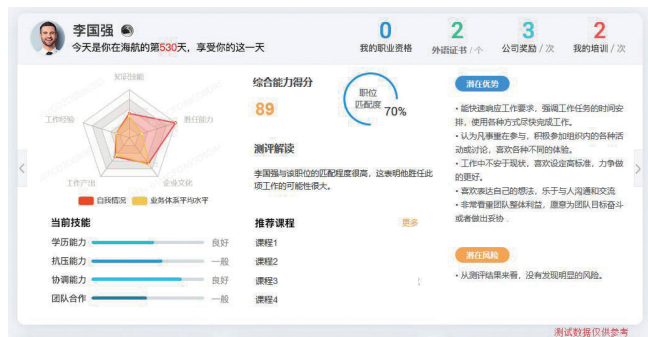 李国强
今天是你在海航的第530天，享受你的这一天
0
我的职业资格
2
外语证书 / 个
3
公司奖励 / 次
2
我的培训 / 次
知识技能
工作经验
胜任能力
工作产出
企业文化
自我情况
业务体系平均水平
综合能力得分
89
职位
匹配度
70%
测评解读
李国强与该职位的匹配程度很高，这表明他胜任此
项工作的可能性很大。
潜在优势
• 能快速响应工作要求，强调工作任务的时间安
排，使用各种方式尽快完成工作。
• 认为凡事重在参与，积极参加组织内的各种活
动或讨论，喜欢各种不同的体验。
• 工作中不安于现状，喜欢设定高标准，力争做
的更好。
• 喜欢表达自己的想法，乐于与人沟通和交流
• 非常看重团队整体利益，愿意为团队目标奋斗
或者做出妥协 .
当前技能
学历能力
良好
抗压能力
一般
协调能力
良好
团队合作
一般
推荐课程
更多
课程1
课程2
课程3
课程4
潜在风险
• 从测评结果来看，没有发现明显的风险。
测试数据仅供参考